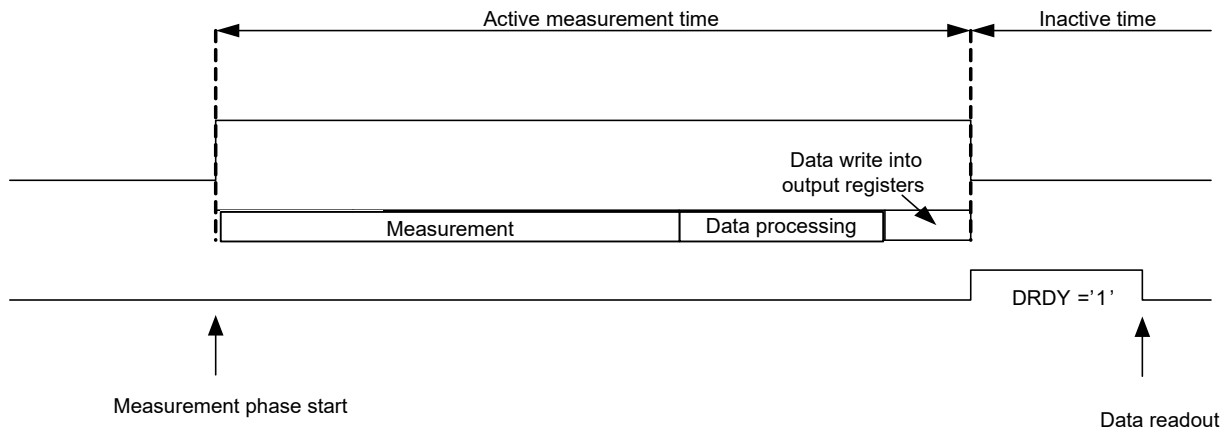 Active measurement time
Inactive time
Data write into
output registers
Measurement
Data processing
DRDY ='1'
Measurement phase start
Data readout